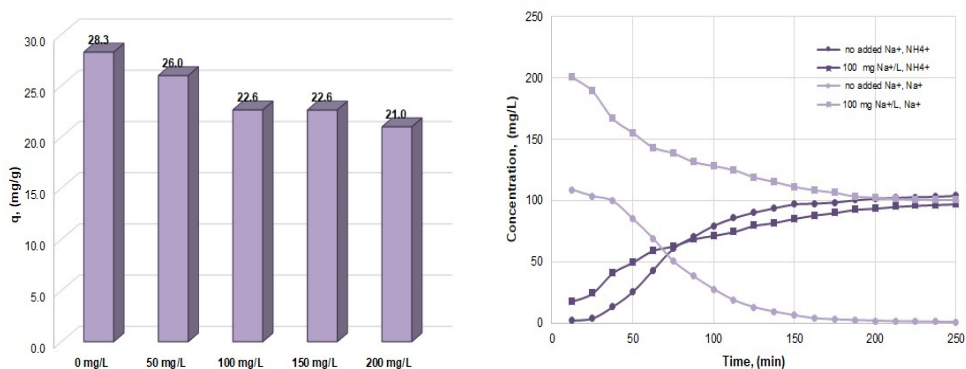 30.0
25.0
20.0
15.0
10.0
5.0
0.0
q, (mg/g)
28.3
26.0
22.6
22.6
21.0
0 mg/L
50 mg/L
100 mg/L
150 mg/L
200 mg/L
250
200
150
100
50
0
Concentration, (mg/L)
no added Na+, NH4+
100 mg Na+/L, NH4+
no added Na+, Na+
100 mg Na+/L, Na+
0
50
100
150
200
250
Time, (min)